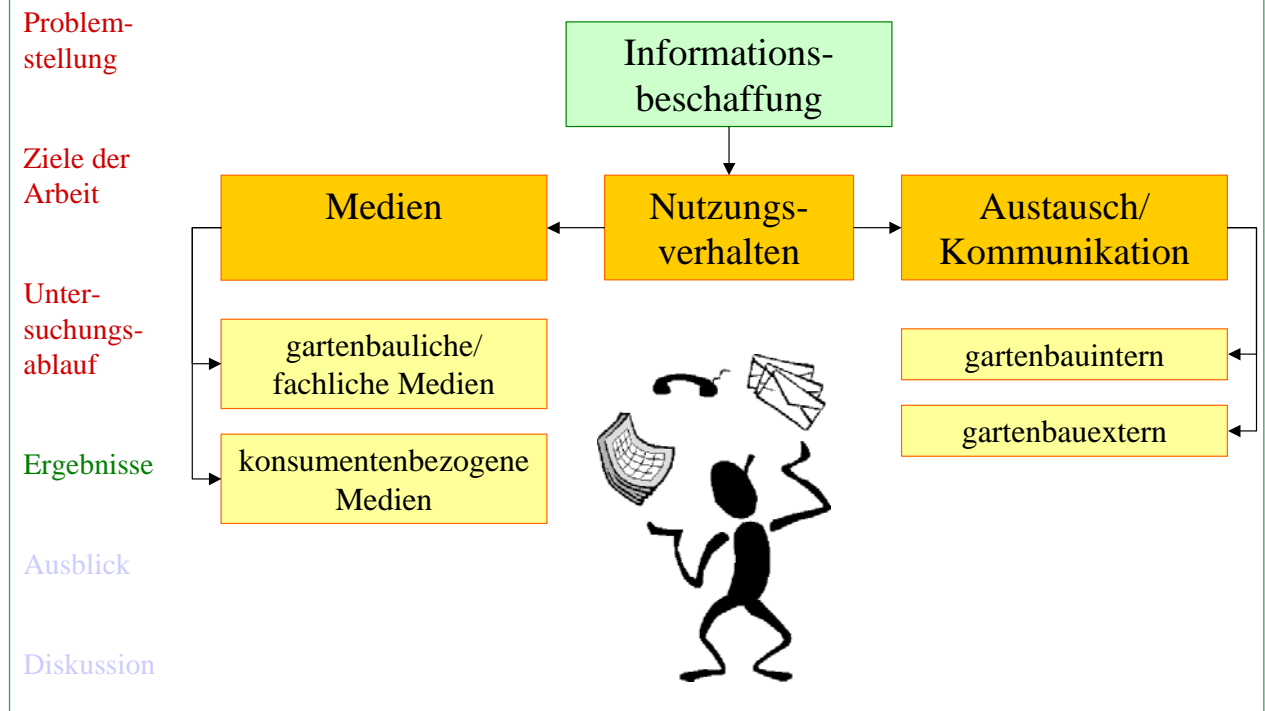 Problem-
stellung
Ziele der
Arbeit
Unter-
suchungs-
ablauf
Ergebnisse
Ausblick
Diskussion
Informations-
beschaffung
Medien
Nutzungs-
verhalten
Austausch/
Kommunikation
gartenbauliche/
fachliche Medien
konsumentenbezogene
Medien
gartenbauintern
gartenbauextern